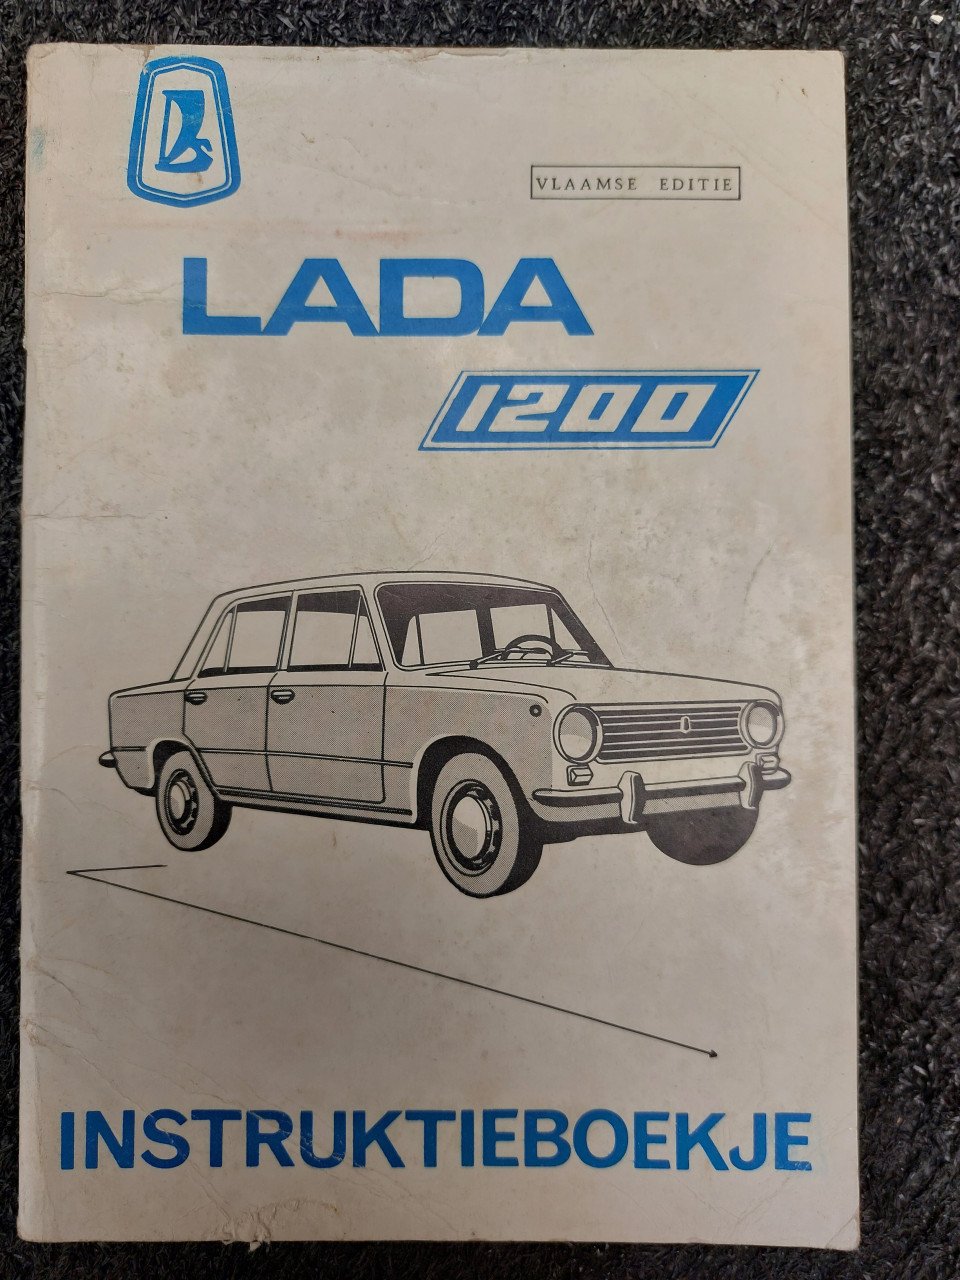 VLAAMSE EDITIE
LADA
1200
INSTRUKTIEBOEKJE